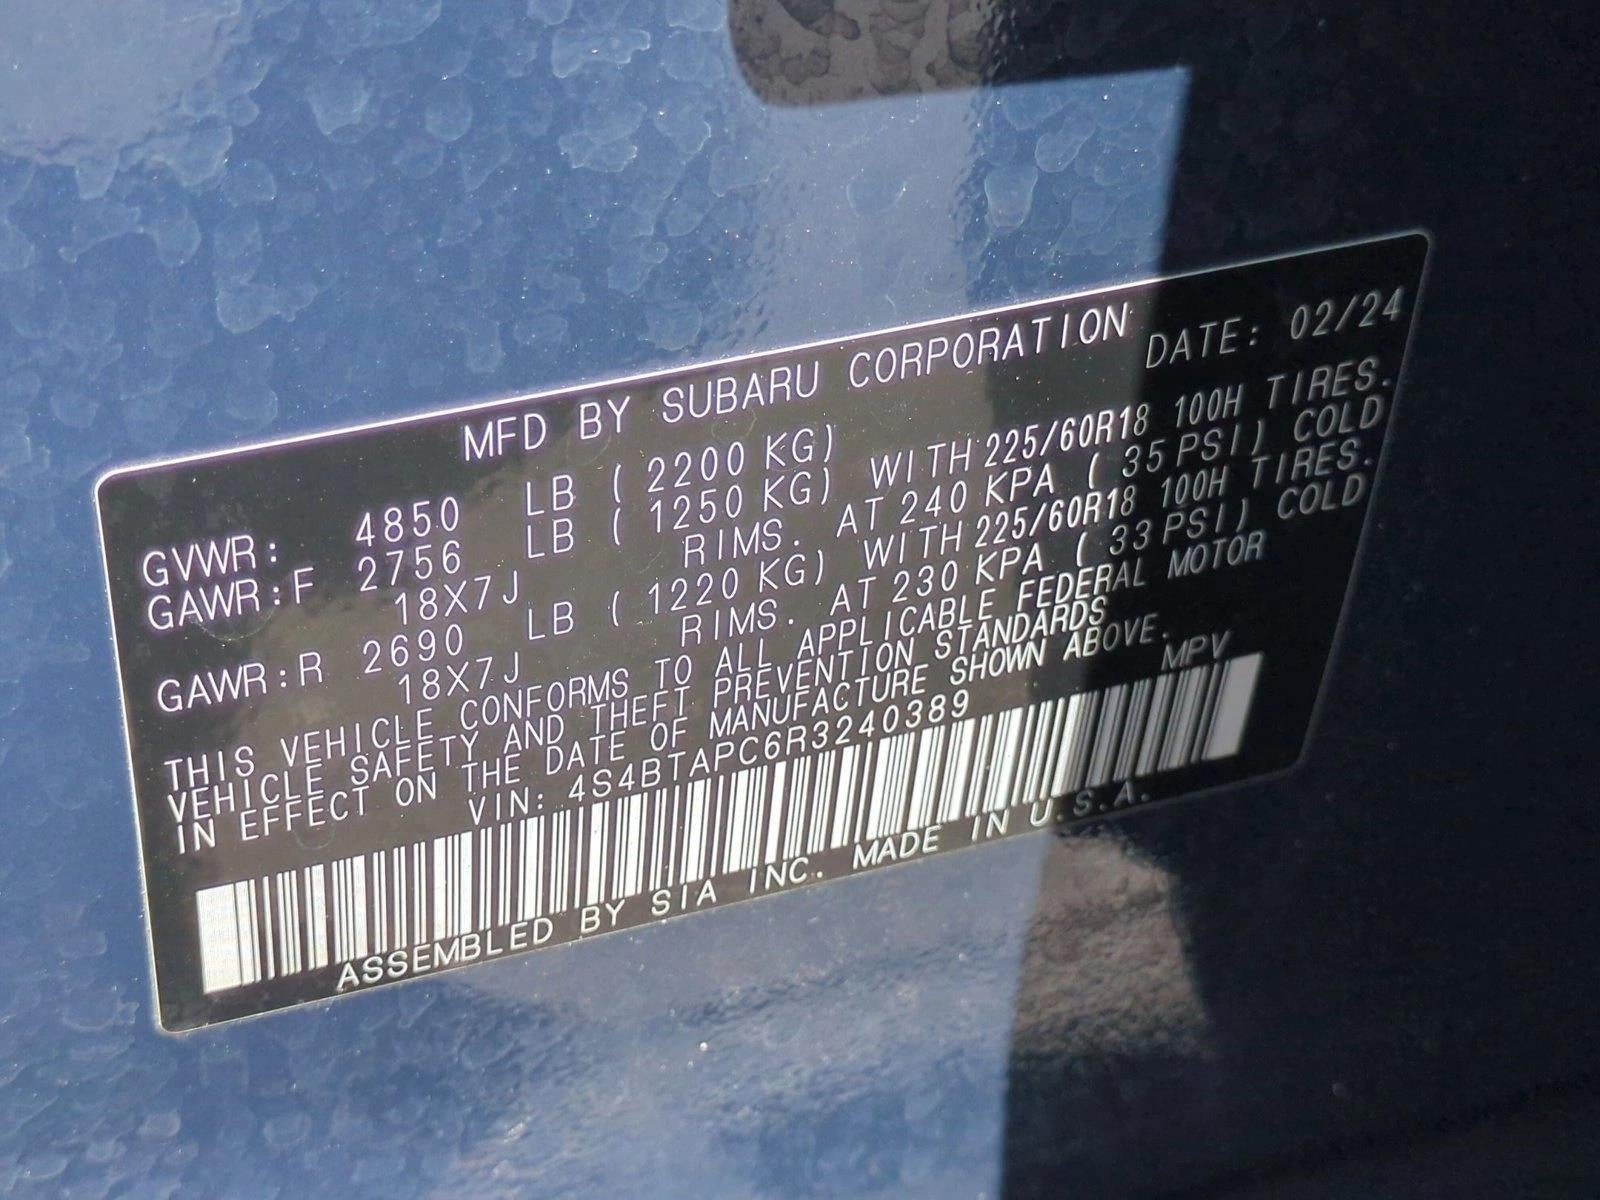 MFD BY SUBARU CORPORATION DATE: 02/24
GVWR: 4850 LB ( 2200 KG)
GAWR:F 2756 LB ( 1250 KG) WITH 225/60R18 100H TIRES.
18X7J RIMS. AT 240 KPA ( 35 PSI) COLD
GAWR:R 2690 LB ( 1220 KG) WITH 225/60R18 100H TIRES.
18X7J RIMS. AT 230 KPA ( 33 PSI) COLD
THIS VEHICLE CONFORMS TO ALL APPLICABLE FEDERAL MOTOR
VEHICLE SAFETY AND THEFT PREVENTION STANDARDS
IN EFFECT ON THE DATE OF MANUFACTURE SHOWN ABOVE.
VIN: 4S4BTAPC6R3240389 MPV
ASSEMBLED BY SIA INC. MADE IN U.S.A.